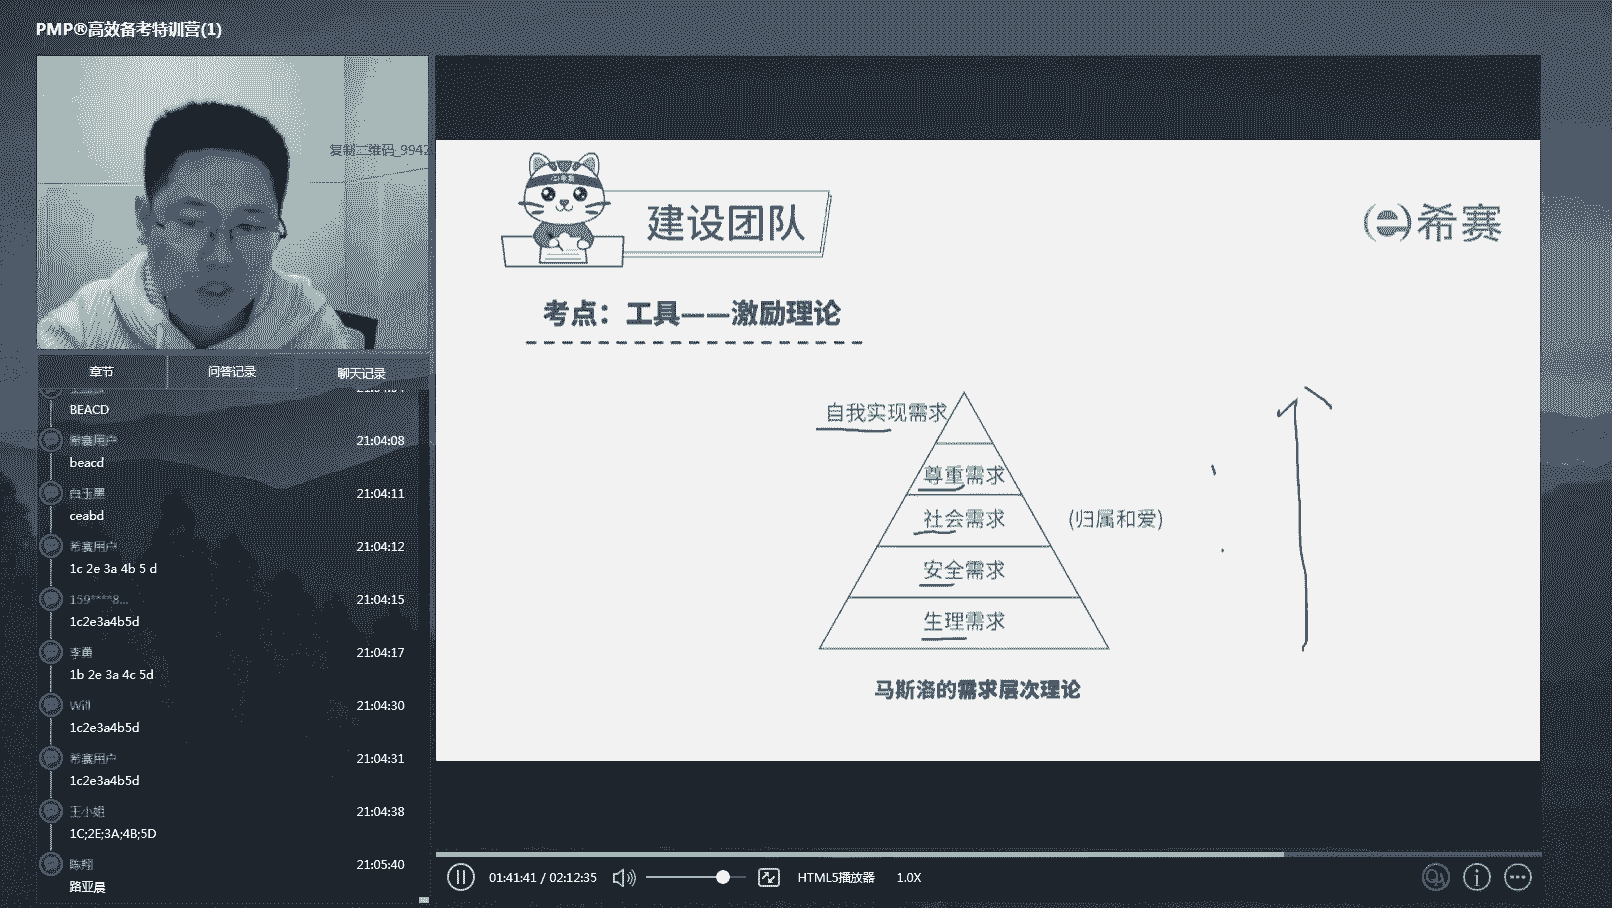 PMP®高效备考特训营(1)
复制二维码_9942
建设团队
希赛
考点：工具——激励理论
自我实现需求
尊重需求
社会需求
(归属和爱)
安全需求
生理需求
马斯洛的需求层次理论
章节
问答记录
聊天记录
BEACD
希赛用户
21:04:08
beacd
白玉黑
21:04:11
ceabd
希赛用户
21:04:12
1c 2e 3a 4b 5 d
159****8...
21:04:15
1c2e3a4b5d
21:04:17
1b 2e 3a 4c 5d
Will
21:04:30
1c2e3a4b5d
希赛用户
21:04:31
1c2e3a4b5d
王小姐
21:04:38
1C;2E;3A;4B;5D
陈翔
21:05:40
路亚晨
01:41:41 / 02:12:35
HTML5播放器
1.0X